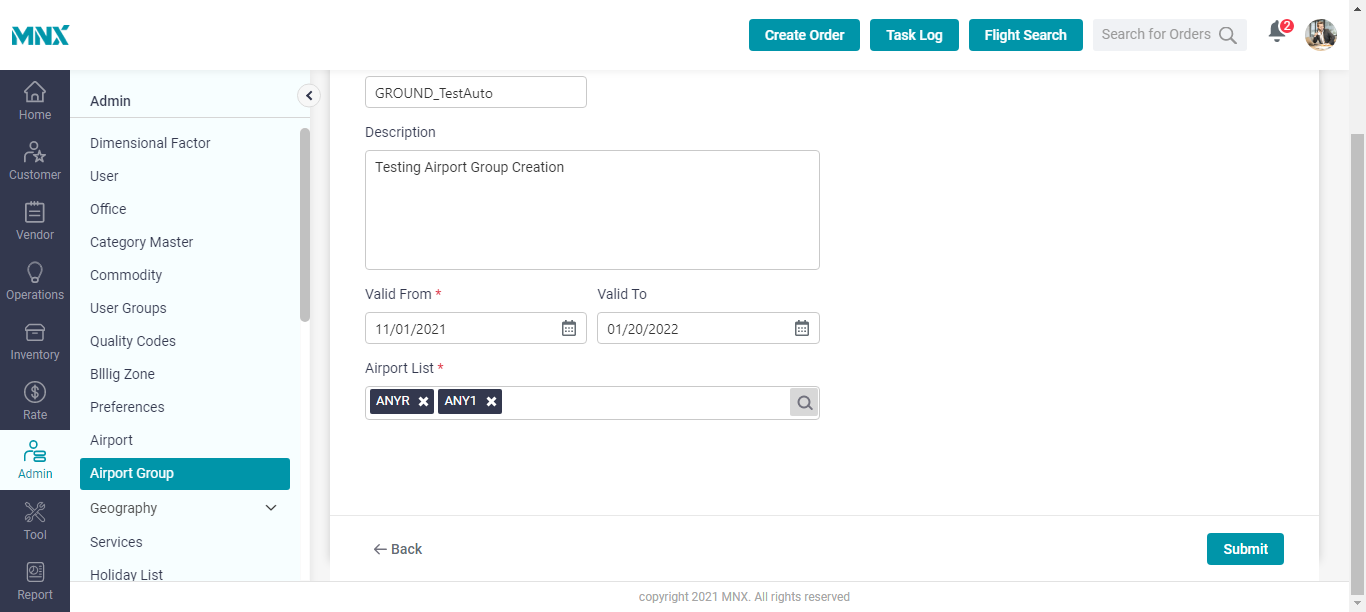 MNX
Create Order
Task Log
Flight Search
Search for Orders
2
Home
Customer
Vendor
Operations
Inventory
Rate
Admin
Tool
Report
Admin
Dimensional Factor
User
Office
Category Master
Commodity
User Groups
Quality Codes
Blllig Zone
Preferences
Airport
Airport Group
Geography
Services
Holiday List
GROUND_TestAuto
Description
Testing Airport Group Creation
Valid From *
Valid To
11/01/2021
01/20/2022
Airport List *
ANYR
ANY1
Back
Submit
copyright 2021 MNX. All rights reserved